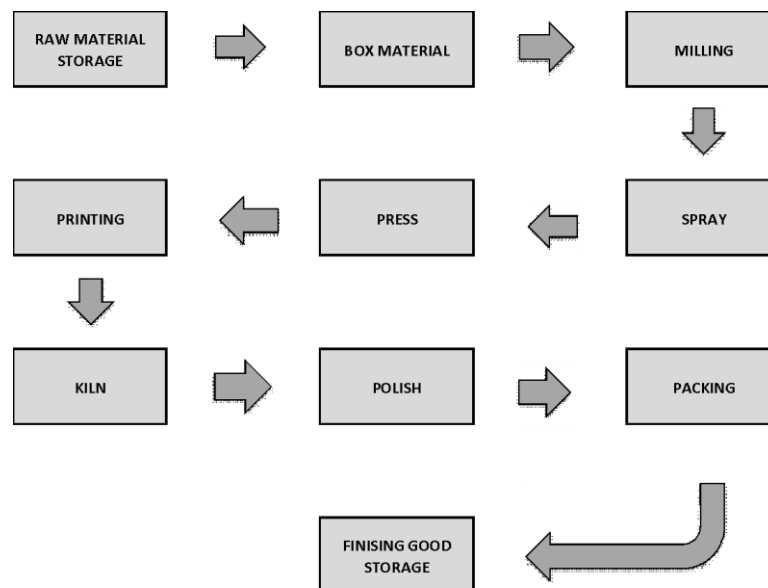 RAW MATERIAL
STORAGE
BOX MATERIAL
MILLING
SPRAY
PRESS
PRINTING
KILN
POLISH
PACKING
FINISING GOOD
STORAGE